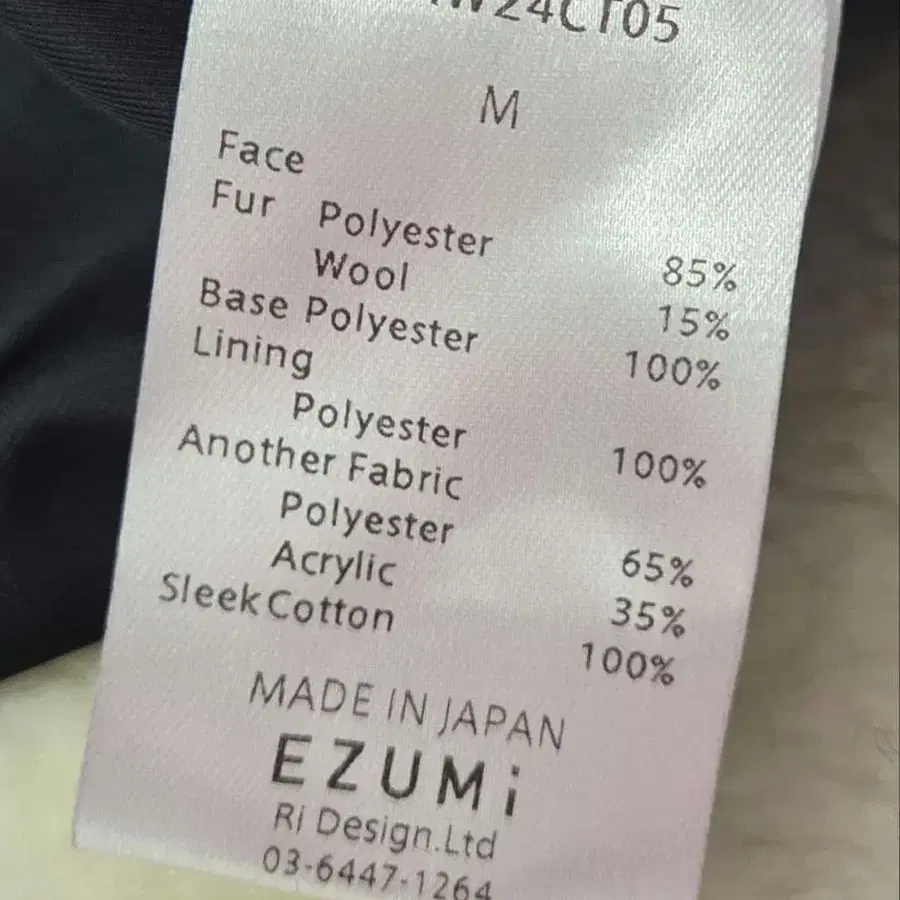 W24CT05
M
Face
Fur Polyester 85%
Wool 15%
Base Polyester 100%
Lining
Polyester 100%
Another Fabric
Polyester 65%
Acrylic 35%
Sleek Cotton 100%
MADE IN JAPAN
EZUMi
Ri Design.Ltd
03-6447-1264